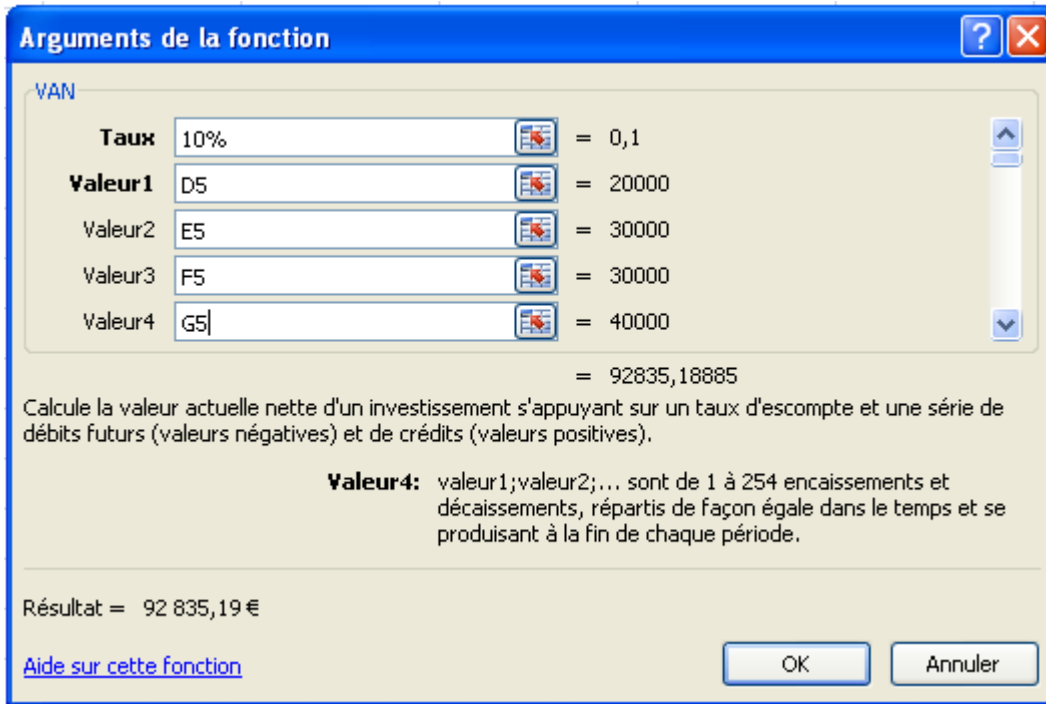 Arguments de la fonction
VAN
Taux 10% = 0,1
Valeur1 D5 = 20000
Valeur2 E5 = 30000
Valeur3 F5 = 30000
Valeur4 G5 = 40000
= 92835,18885
Calcule la valeur actuelle nette d'un investissement s'appuyant sur un taux d'escompte et une série de
débits futurs (valeurs négatives) et de crédits (valeurs positives).
Valeur4: valeur1;valeur2;... sont de 1 à 254 encaissements et
décaissements, répartis de façon égale dans le temps et se
produisant à la fin de chaque période.
Résultat = 92 835,19 €
Aide sur cette fonction OK Annuler